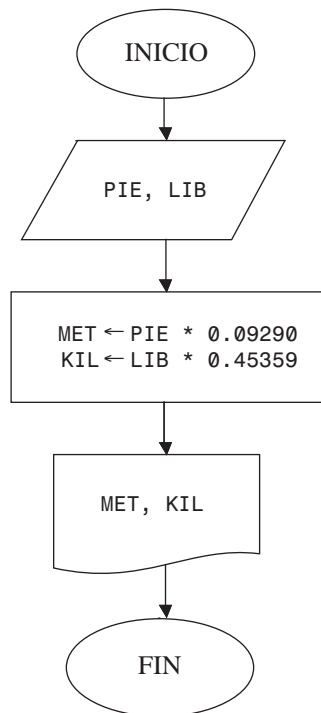 INICIO
PIE, LIB
MET ← PIE * 0.09290
KIL ← LIB * 0.45359
MET, KIL
FIN